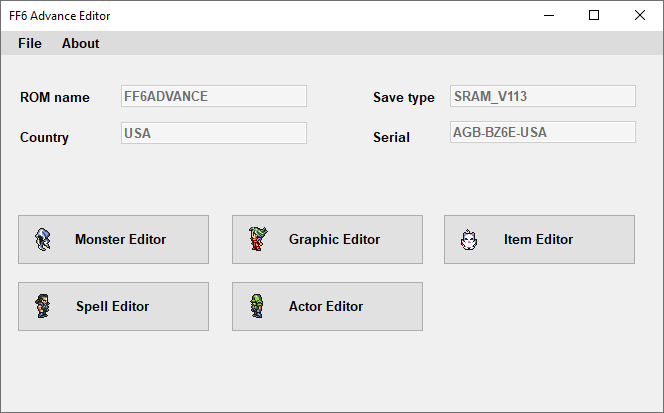 FF6 Advance Editor
File About
ROM name FF6ADVANCE Save type SRAM_V113
Country USA Serial AGB-BZ6E-USA
Monster Editor Graphic Editor Item Editor
Spell Editor Actor Editor